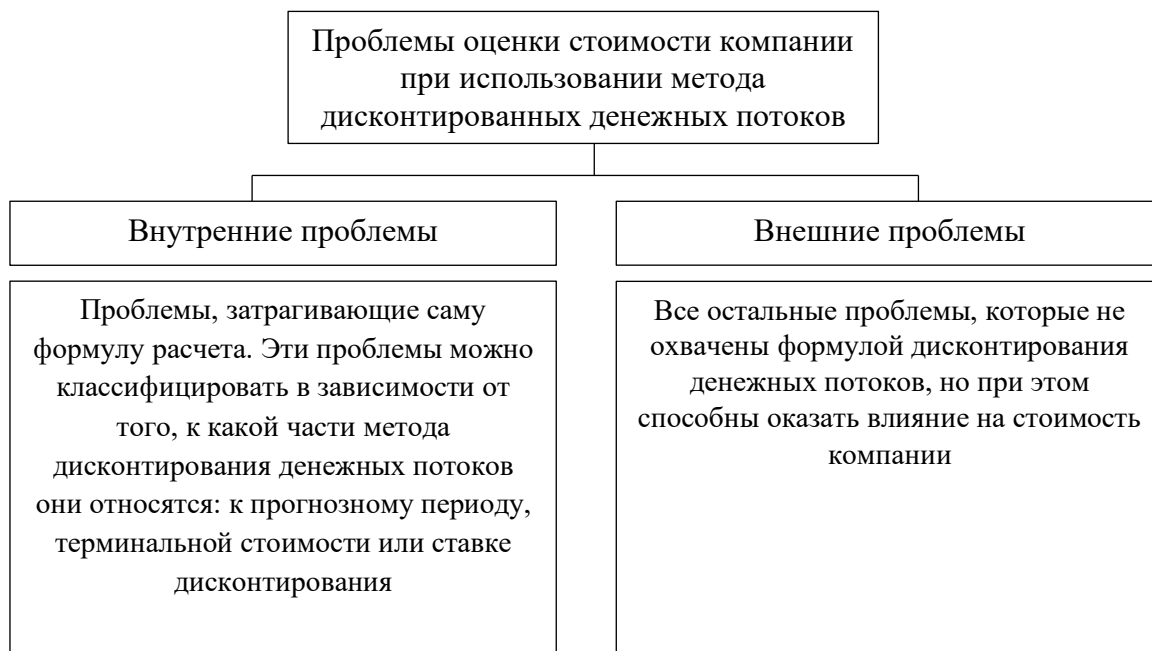 Проблемы оценки стоимости компании
при использовании метода
дисконтированных денежных потоков
Внутренние проблемы
Внешние проблемы
Проблемы, затрагивающие саму
формулу расчета. Эти проблемы можно
классифицировать в зависимости от
того, к какой части метода
дисконтирования денежных потоков
они относятся: к прогнозному периоду,
терминальной стоимости или ставке
дисконтирования
Все остальные проблемы, которые не
охвачены формулой дисконтирования
денежных потоков, но при этом
способны оказать влияние на стоимость
компании